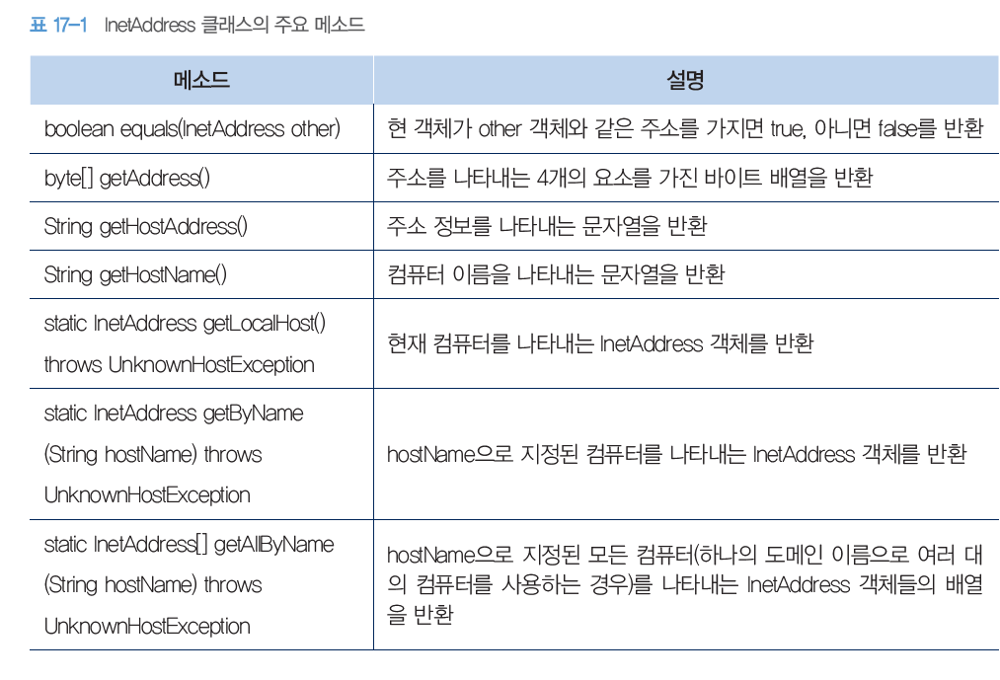 표 17-1 InetAddress 클래스의 주요 메소드
메소드 설명
boolean equals(InetAddress other) 현 객체가 other 객체와 같은 주소를 가지면 true, 아니면 false를 반환
byte[] getAddress() 주소를 나타내는 4개의 요소를 가진 바이트 배열을 반환
String getHostAddress() 주소 정보를 나타내는 문자열을 반환
String getHostName() 컴퓨터 이름을 나타내는 문자열을 반환
static InetAddress getLocalHost()
throws UnknownHostException
현재 컴퓨터를 나타내는 InetAddress 객체를 반환
static InetAddress getByName
(String hostName) throws
UnknownHostException
hostName으로 지정된 컴퓨터를 나타내는 InetAddress 객체를 반환
static InetAddress[] getAllByName
(String hostName) throws
UnknownHostException
hostName으로 지정된 모든 컴퓨터(하나의 도메인 이름으로 여러 대
의 컴퓨터를 사용하는 경우)를 나타내는 InetAddress 객체들의 배열
을 반환